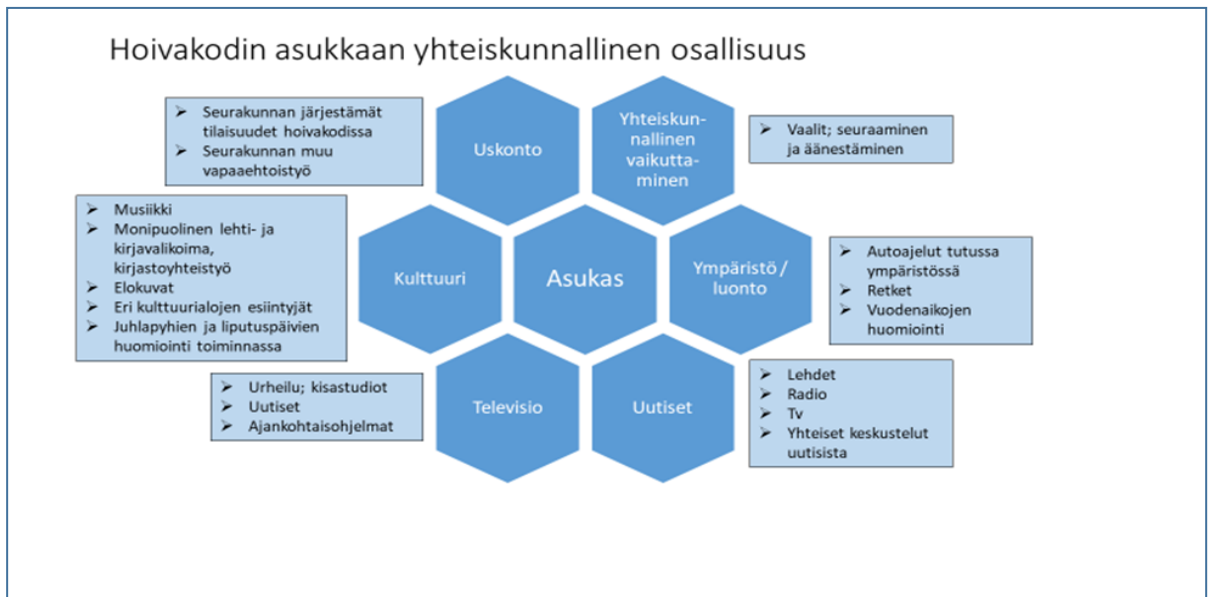 Hoivakodin asukkaan yhteiskunnallinen osallisuus
➢ Seurakunnan järjestämät
tilaisuudet hoivakodissa
➢ Seurakunnan muu
vapaaehtoistyö
Uskonto
Yhteiskun-
nallinen
vaikutta-
minen
➢ Vaalit; seuraaminen
ja äänestäminen
➢ Musiikki
➢ Monipuolinen lehti- ja
kirjavalikoima,
kirjastoyhteistyö
➢ Elokuvat
➢ Eri kulttuurialojen esiintyjät
➢ Juhlapyhien ja liputuspäivien
huomiointi toiminnassa
Kulttuuri
Asukas
Ympäristö /
luonto
➢ Autoajelut tutussa
ympäristössä
➢ Retket
➢ Vuodenaikojen
huomiointi
➢ Urheilu; kisastudiot
➢ Uutiset
➢ Ajankohtaisohjelmat
Televisio
Uutiset
➢ Lehdet
➢ Radio
➢ Tv
➢ Yhteiset keskustelut
uutisista